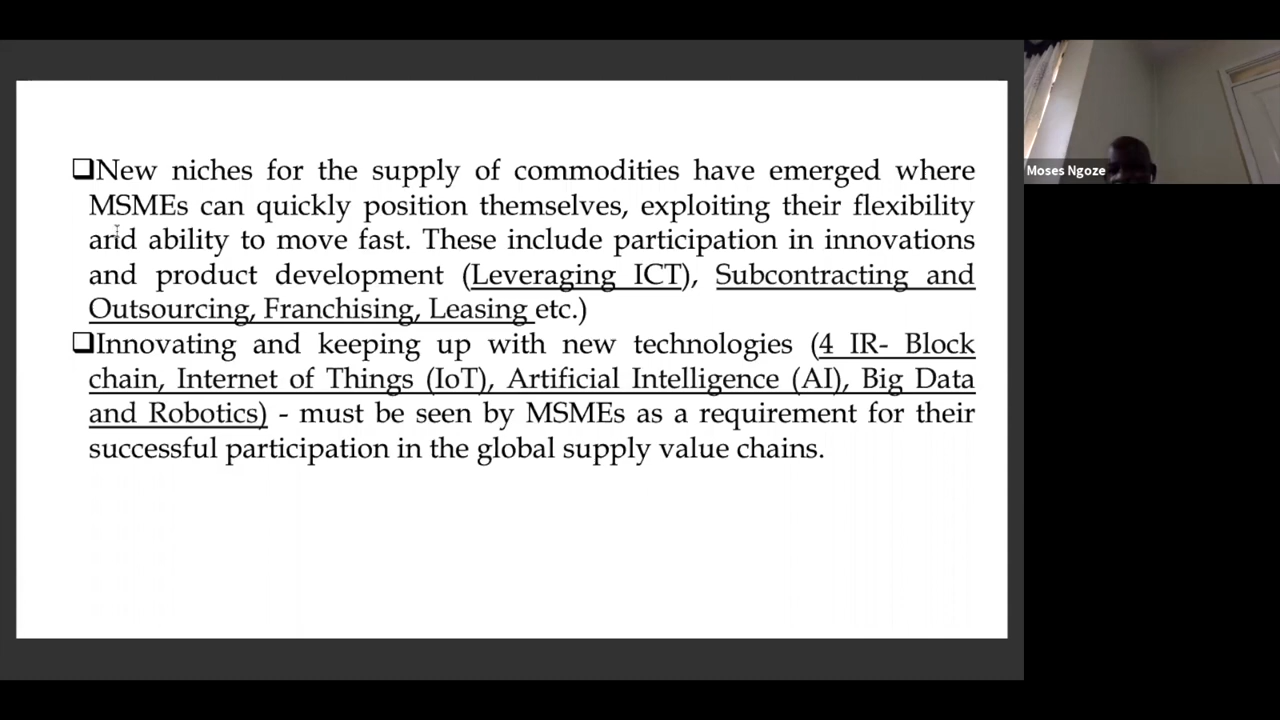 ❑New niches for the supply of commodities have emerged where
MSMEs can quickly position themselves, exploiting their flexibility
and ability to move fast. These include participation in innovations
and product development (Leveraging ICT), Subcontracting and
Outsourcing, Franchising, Leasing etc.)
❑Innovating and keeping up with new technologies (4 IR- Block
chain, Internet of Things (IoT), Artificial Intelligence (AI), Big Data
and Robotics) - must be seen by MSMEs as a requirement for their
successful participation in the global supply value chains.
Moses Ngoze